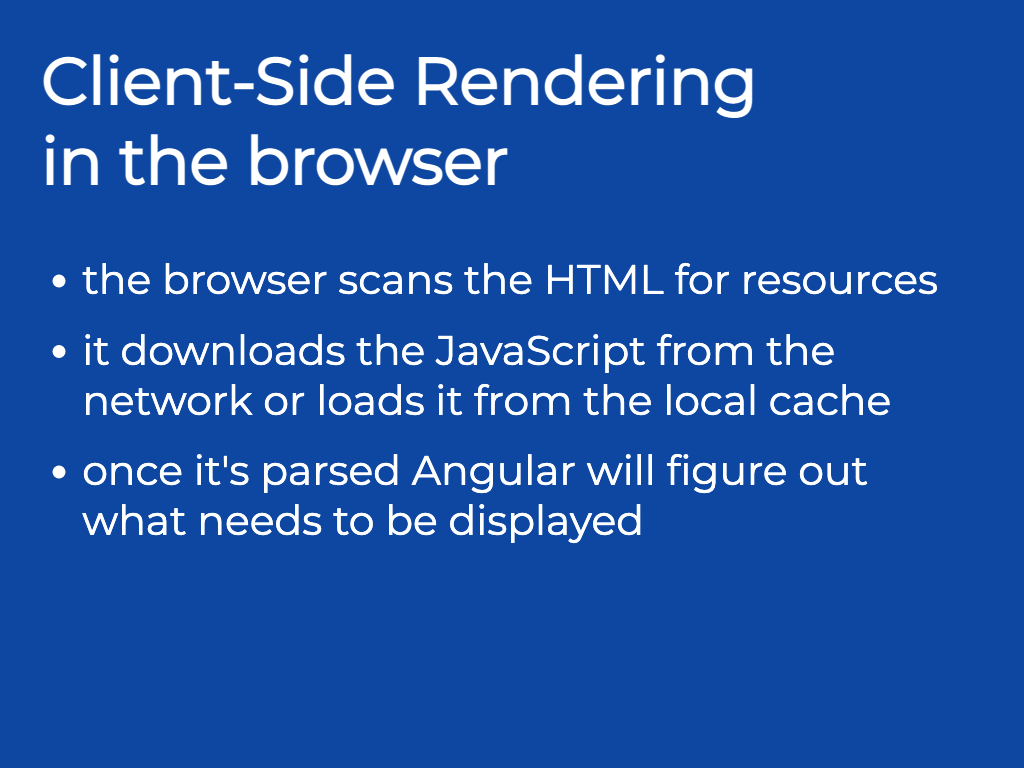 Client-Side Rendering
in the browser
• the browser scans the HTML for resources
• it downloads the JavaScript from the
network or loads it from the local cache
• once it's parsed Angular will figure out
what needs to be displayed